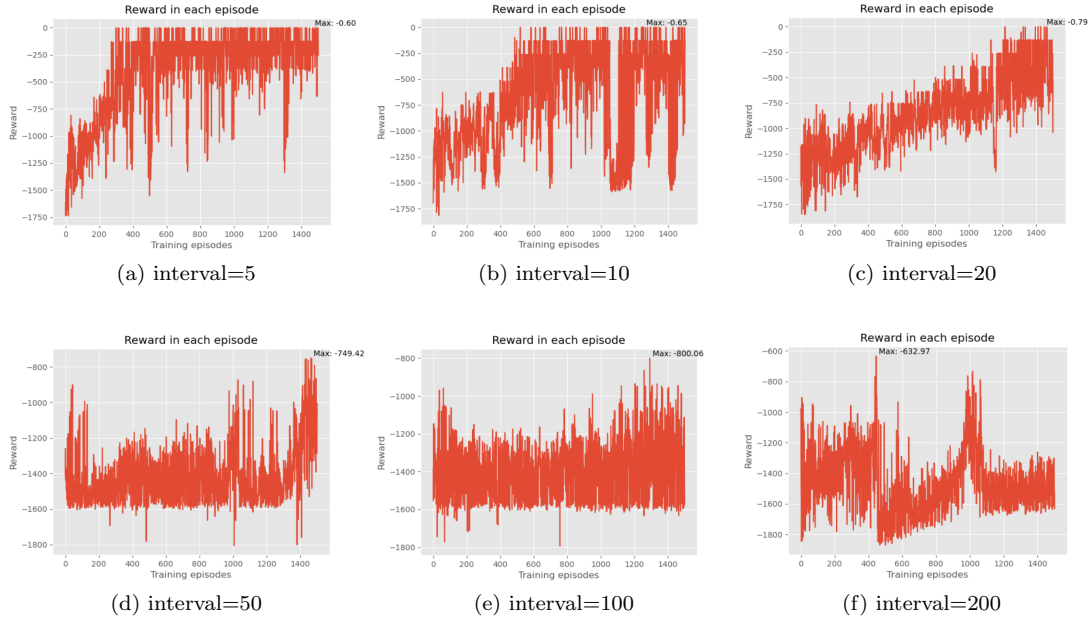 Reward in each episode
Max: -0.60
0
−250
−500
−750
−1000
−1250
−1500
−1750
Reward
0 200 400 600 800 1000 1200 1400
Training episodes
(a) interval=5
Reward in each episode
Max: -0.65
0
−250
−500
−750
−1000
−1250
−1500
−1750
Reward
0 200 400 600 800 1000 1200 1400
Training episodes
(b) interval=10
Reward in each episode
Max: -0.79
0
−250
−500
−750
−1000
−1250
−1500
−1750
Reward
0 200 400 600 800 1000 1200 1400
Training episodes
(c) interval=20
Reward in each episode
Max: -749.42
−800
−1000
−1200
−1400
−1600
−1800
Reward
0 200 400 600 800 1000 1200 1400
Training episodes
(d) interval=50
Reward in each episode
Max: -800.06
−800
−1000
−1200
−1400
−1600
−1800
Reward
0 200 400 600 800 1000 1200 1400
Training episodes
(e) interval=100
Reward in each episode
Max: -632.97
−600
−800
−1000
−1200
−1400
−1600
−1800
Reward
0 200 400 600 800 1000 1200 1400
Training episodes
(f) interval=200